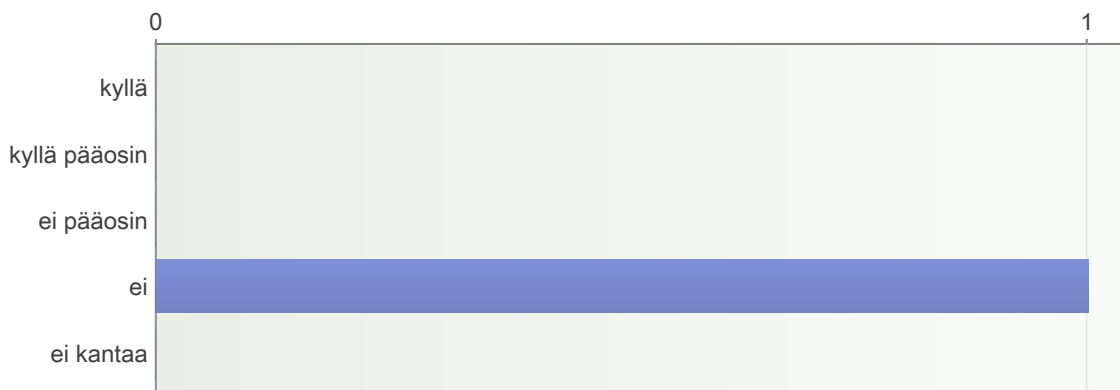 0 1
kyllä
kyllä pääosin
ei pääosin
ei
ei kantaa